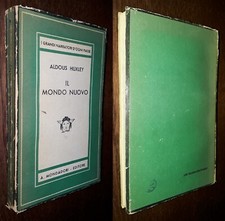 I GRANDI NARRATORI D'OGNI PAESE
ALDOUS HUXLEY
IL
MONDO NUOVO
A. MONDADORI - EDITORE